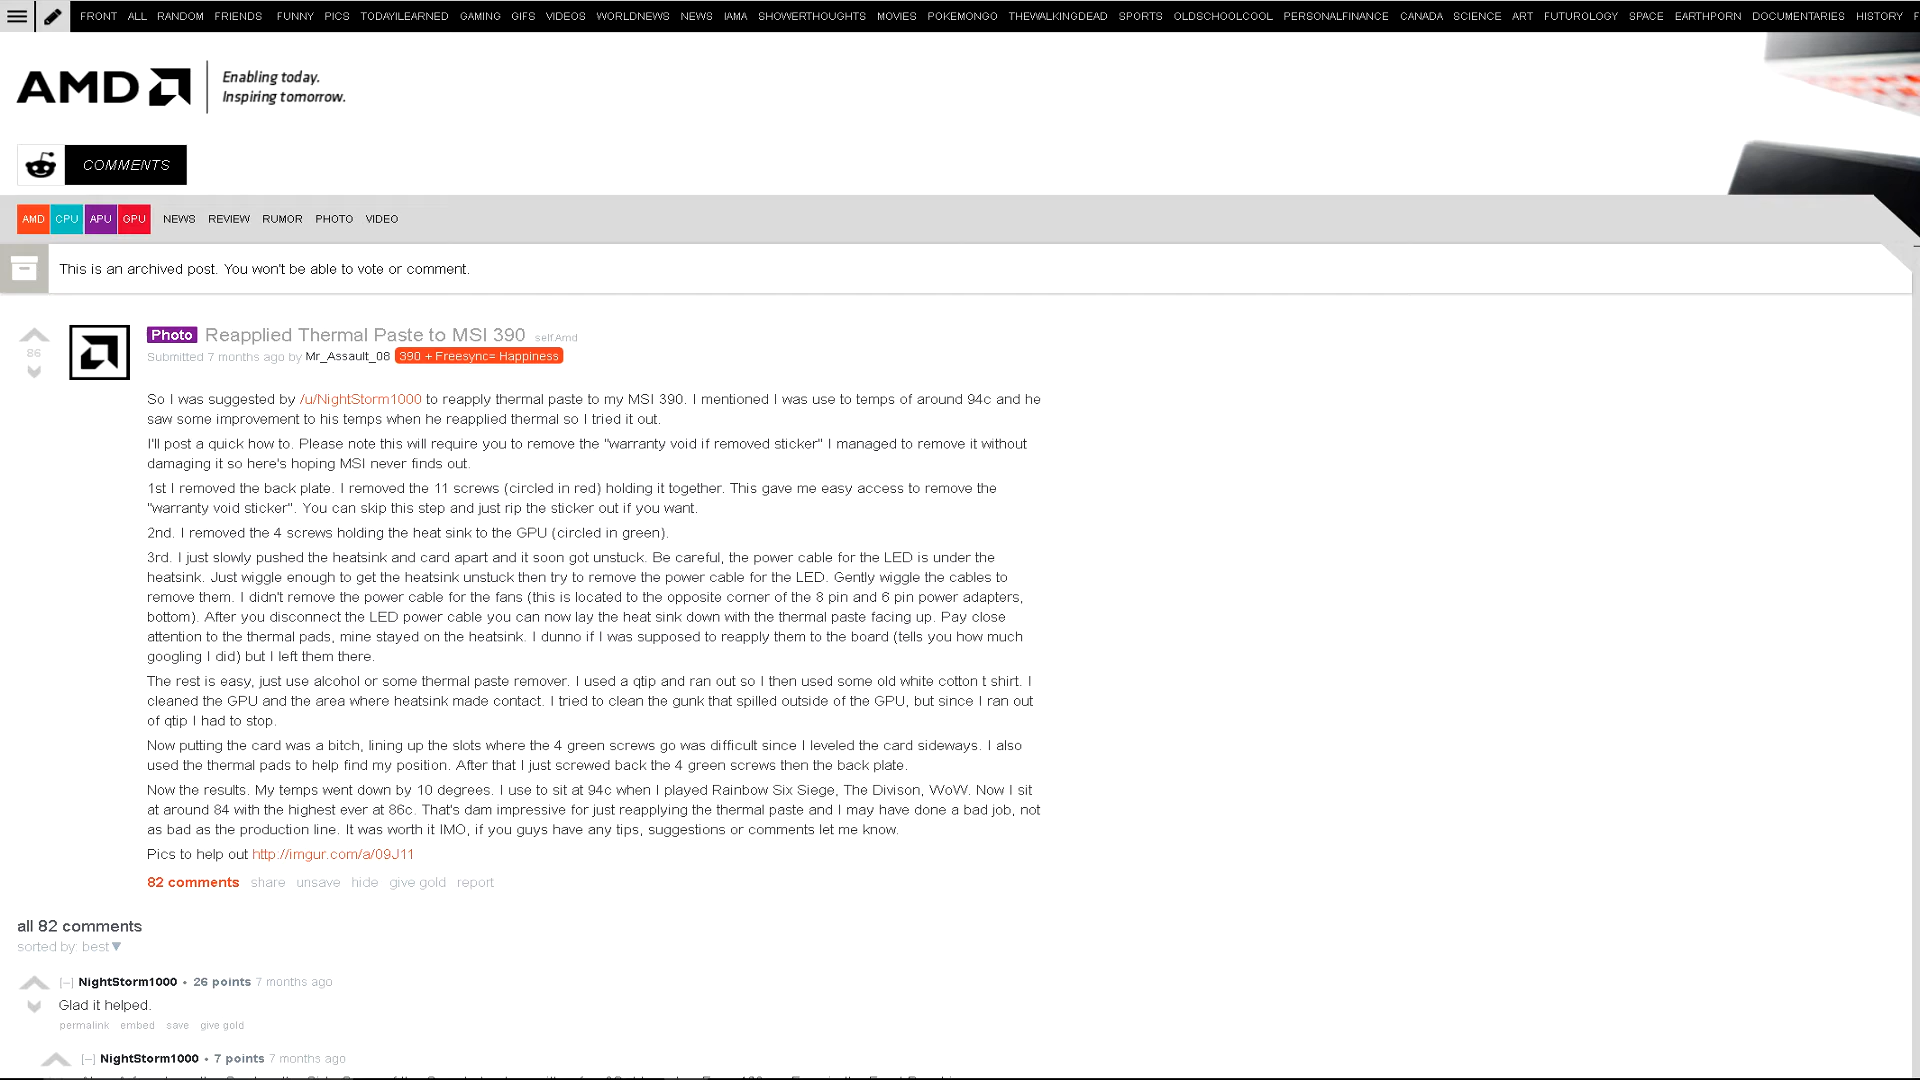 FRONT ALL RANDOM FRIENDS FUNNY PICS TODAYILEARNED GAMING GIFS VIDEOS WORLDNEWS NEWS IAMA SHOWERTHOUGHTS MOVIES POKEMONGO THEWALKINGDEAD SPORTS OLDSCHOOLCOOL PERSONALFINANCE CANADA SCIENCE ART FUTUROLOGY SPACE EARTHPORN DOCUMENTARIES HISTORY
AMD
Enabling today.
Inspiring tomorrow.
COMMENTS
AMD CPU APU GPU NEWS REVIEW RUMOR PHOTO VIDEO
This is an archived post. You won't be able to vote or comment.
Photo Reapplied Thermal Paste to MSI 390 self.Amd
86
Submitted 7 months ago by Mr_Assault_08 390 + Freesync= Happiness
So I was suggested by /u/NightStorm1000 to reapply thermal paste to my MSI 390. I mentioned I was use to temps of around 94c and he
saw some improvement to his temps when he reapplied thermal so I tried it out.
I'll post a quick how to. Please note this will require you to remove the "warranty void if removed sticker" I managed to remove it without
damaging it so here's hoping MSI never finds out.
1st I removed the back plate. I removed the 11 screws (circled in red) holding it together. This gave me easy access to remove the
"warranty void sticker". You can skip this step and just rip the sticker out if you want.
2nd. I removed the 4 screws holding the heat sink to the GPU (circled in green).
3rd. I just slowly pushed the heatsink and card apart and it soon got unstuck. Be careful, the power cable for the LED is under the
heatsink. Just wiggle enough to get the heatsink unstuck then try to remove the power cable for the LED. Gently wiggle the cables to
remove them. I didn't remove the power cable for the fans (this is located to the opposite corner of the 8 pin and 6 pin power adapters,
bottom). After you disconnect the LED power cable you can now lay the heat sink down with the thermal paste facing up. Pay close
attention to the thermal pads, mine stayed on the heatsink. I dunno if I was supposed to reapply them to the board (tells you how much
googling I did) but I left them there.
The rest is easy, just use alcohol or some thermal paste remover. I used a qtip and ran out so I then used some old white cotton t shirt. I
cleaned the GPU and the area where heatsink made contact. I tried to clean the gunk that spilled outside of the GPU, but since I ran out
of qtip I had to stop.
Now putting the card was a bitch, lining up the slots where the 4 green screws go was difficult since I leveled the card sideways. I also
used the thermal pads to help find my position. After that I just screwed back the 4 green screws then the back plate.
Now the results. My temps went down by 10 degrees. I use to sit at 94c when I played Rainbow Six Siege, The Divison, WoW. Now I sit
at around 84 with the highest ever at 86c. That's dam impressive for just reapplying the thermal paste and I may have done a bad job, not
as bad as the production line. It was worth it IMO, if you guys have any tips, suggestions or comments let me know.
Pics to help out http://imgur.com/a/09J11
82 comments share unsave hide give gold report
all 82 comments
sorted by: best▼
[–] NightStorm1000 • 26 points 7 months ago
Glad it helped.
permalink embed save give gold
[–] NightStorm1000 • 7 points 7 months ago